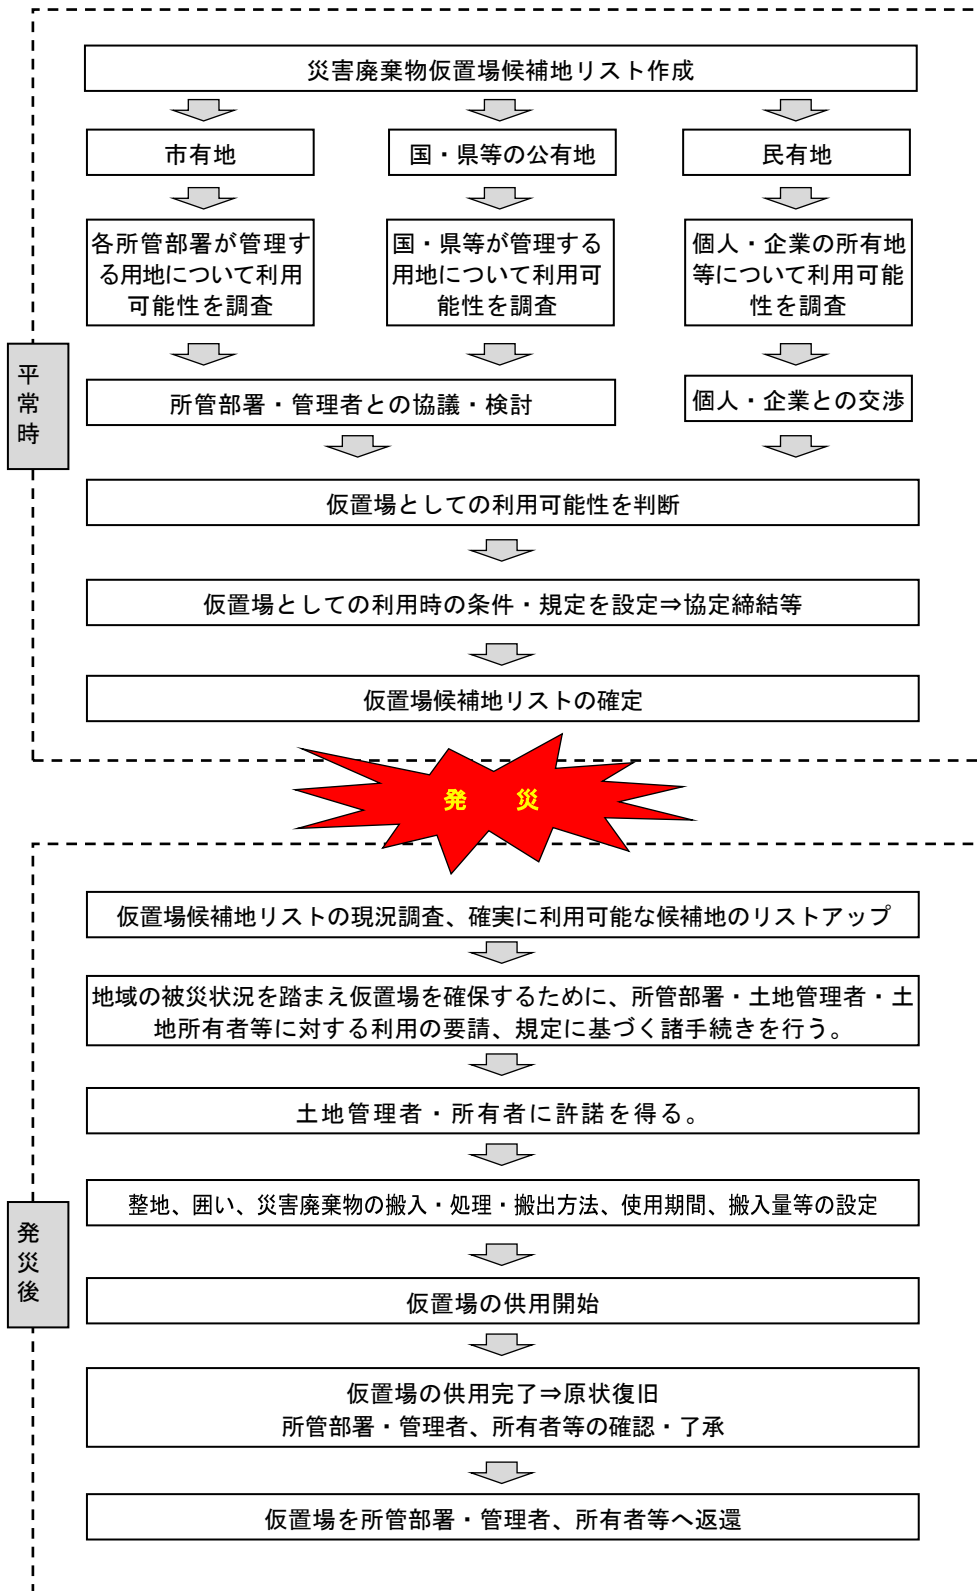 災害廃棄物仮置場候補地リスト作成
市有地
国・県等の公有地
民有地
各所管部署が管理す
る用地について利用
可能性を調査
国・県等が管理する
用地について利用可
能性を調査
個人・企業の所有地
等について利用可能
性を調査
平
常
時
所管部署・管理者との協議・検討
個人・企業との交渉
仮置場としての利用可能性を判断
仮置場としての利用時の条件・規定を設定⇒協定締結等
仮置場候補地リストの確定
発 災
仮置場候補地リストの現況調査、確実に利用可能な候補地のリストアップ
地域の被災状況を踏まえ仮置場を確保するために、所管部署・土地管理者・土
地所有者等に対する利用の要請、規定に基づく諸手続きを行う。
土地管理者・所有者に許諾を得る。
発
災
後
整地、囲い、災害廃棄物の搬入・処理・搬出方法、使用期間、搬入量等の設定
仮置場の供用開始
仮置場の供用完了⇒原状復旧
所管部署・管理者、所有者等の確認・了承
仮置場を所管部署・管理者、所有者等へ返還